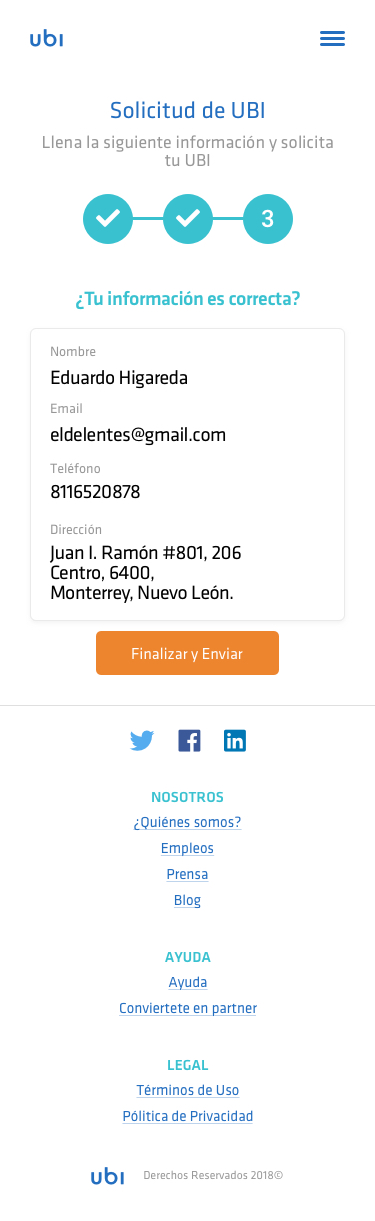 ubi
Solicitud de UBI
Llena la siguiente información y solicita
tu UBI
3
¿Tu información es correcta?
Nombre
Eduardo Higareda
Email
eldelentes@gmail.com
Teléfono
8116520878
Dirección
Juan I. Ramón #801, 206
Centro, 6400,
Monterrey, Nuevo León.
Finalizar y Enviar
NOSOTROS
¿Quiénes somos?
Empleos
Prensa
Blog
AYUDA
Ayuda
Conviertete en partner
LEGAL
Términos de Uso
Pólitica de Privacidad
ubi Derechos Reservados 2018©